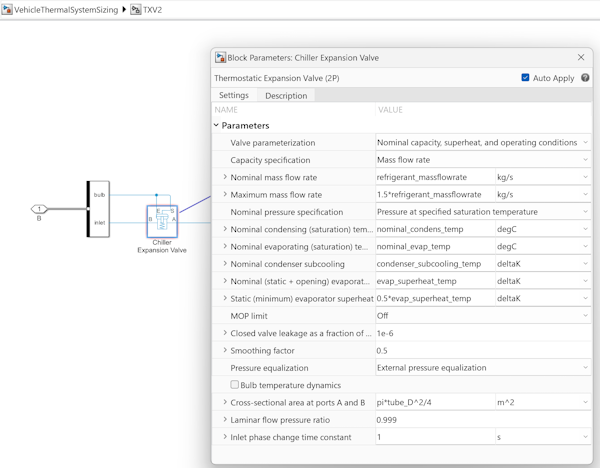 VehicleThermalSystemSizing TXV2
Block Parameters: Chiller Expansion Valve
Thermostatic Expansion Valve (2P) Auto Apply
Settings Description
NAME VALUE
Parameters
Valve parameterization Nominal capacity, superheat, and operating conditions
Capacity specification Mass flow rate
Nominal mass flow rate refrigerant_massflowrate kg/s
Maximum mass flow rate 1.5*refrigerant_massflowrate kg/s
Nominal pressure specification Pressure at specified saturation temperature
Nominal condensing (saturation) tem... nominal_condens_temp degC
Nominal evaporating (saturation) te... nominal_evap_temp degC
Nominal condenser subcooling condenser_subcooling_temp deltaK
Nominal (static + opening) evaporat... evap_superheat_temp deltaK
Static (minimum) evaporator superheat 0.5*evap_superheat_temp deltaK
MOP limit Off
Closed valve leakage as a fraction of ... 1e-6
Smoothing factor 0.5
Pressure equalization External pressure equalization
Bulb temperature dynamics
Cross-sectional area at ports A and B pi*tube_D^2/4 m^2
Laminar flow pressure ratio 0.999
Inlet phase change time constant 1 s
1
B
bulb
inlet
E S
B A
Chiller
Expansion Valve